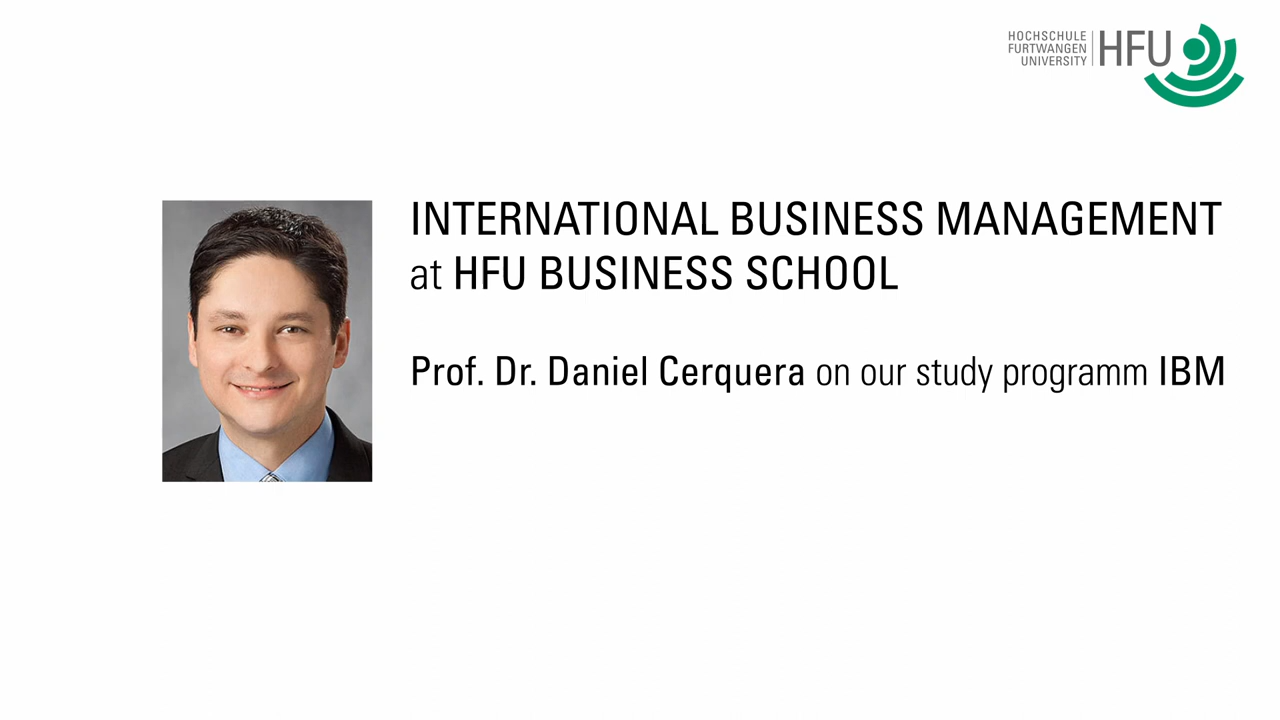 HOCHSCHULE
FURTWANGEN
UNIVERSITY
HFU
INTERNATIONAL BUSINESS MANAGEMENT
at HFU BUSINESS SCHOOL
Prof. Dr. Daniel Cerquera on our study programm IBM